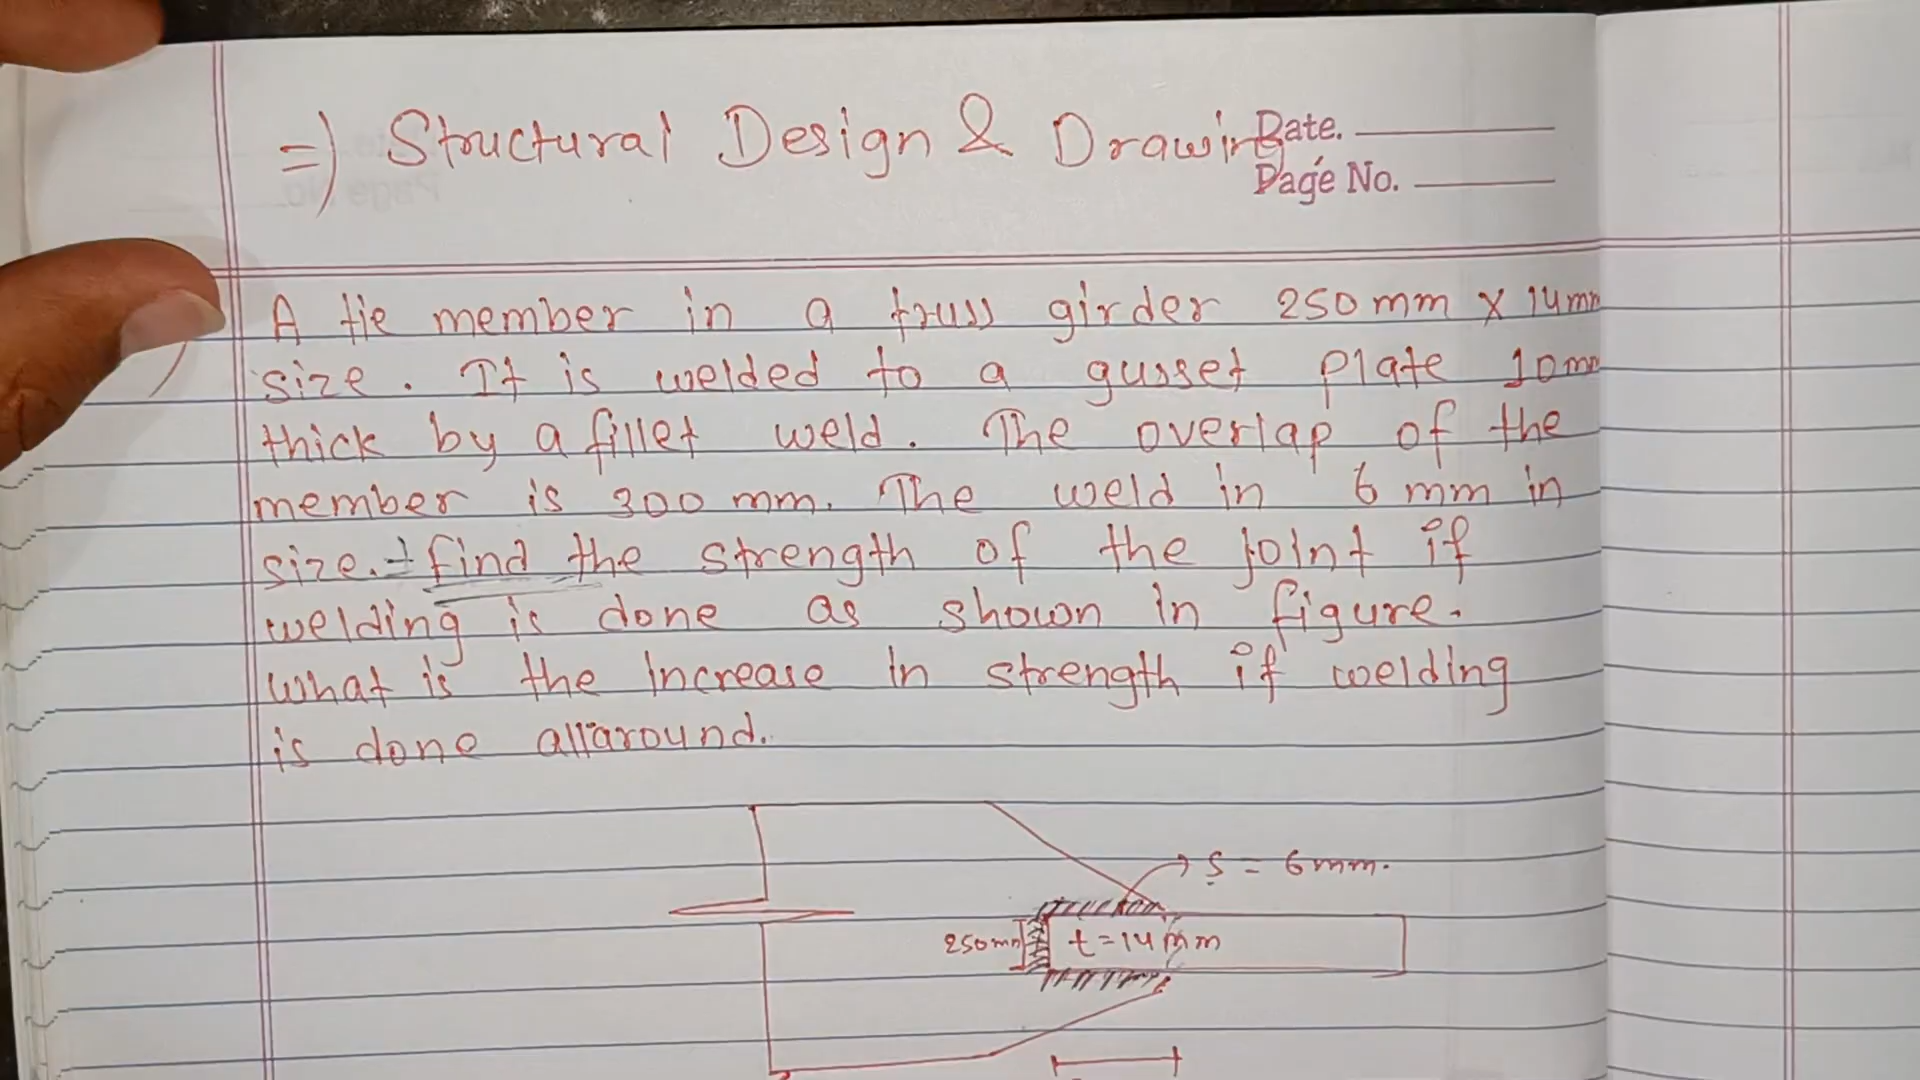 =) Structural Design & Drawing
Date.
Page No.
A tie member in a truss girder 250 mm x 14mm
size. It is welded to a gusset plate 10mm
thick by a fillet weld. The overlap of the
member is 300 mm. The weld in 6 mm in
size. find the strength of the joint if
welding is done as shown in figure.
What is the increase in strength if welding
is done allaround.
S = 6mm.
250mm t=14mm